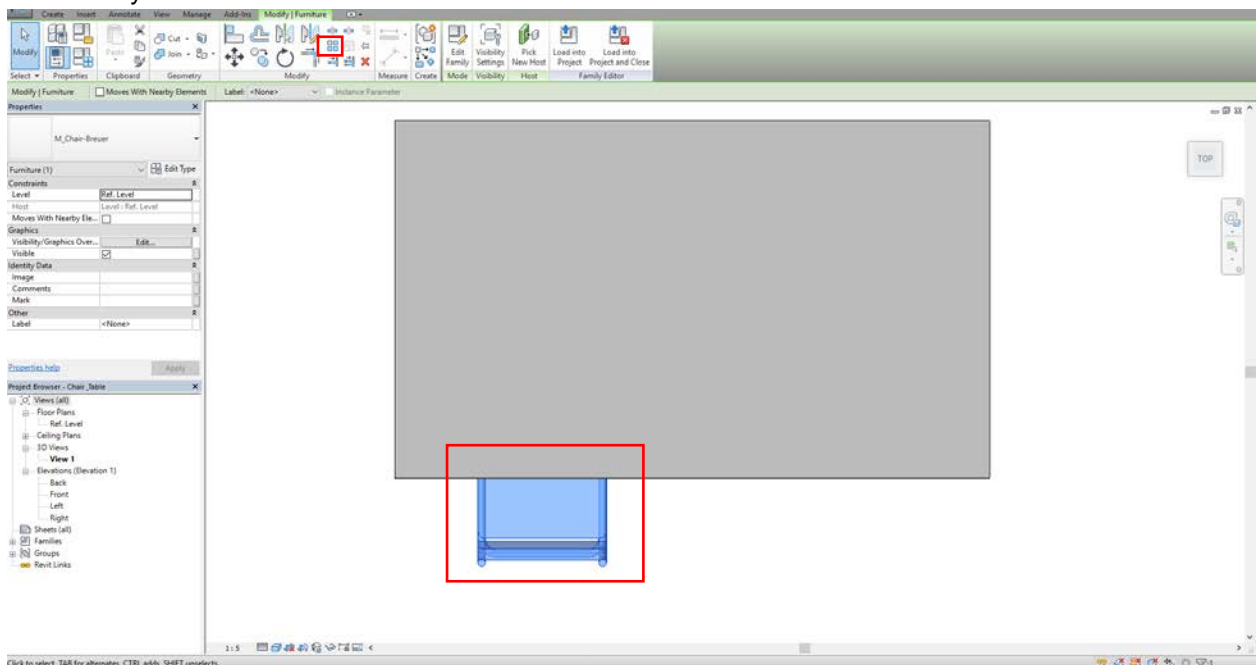 Create Insert Annotate View Manage Add-Ins Modify | Furniture
Modify
Paste
Cut
Join
Edit Family
Visibility Settings
Pick New Host
Load into Project
Load into Project and Close
Select Properties Clipboard Geometry Modify Measure Create Mode Visibility Host Family Editor
Modify | Furniture Moves With Nearby Elements Label: <None> Instance Parameter
Properties
M_Chair-Breuer
Furniture (1) Edit Type
Constraints
Level Ref. Level
Host Level : Ref. Level
Moves With Nearby Ele...
Graphics
Visibility/Graphics Over... Edit...
Visible
Identity Data
Image
Comments
Mark
Other
Label <None>
Properties help Apply
Project Browser - Chair_Table
Views (all)
Floor Plans
Ref. Level
Ceiling Plans
3D Views
View 1
Elevations (Elevation 1)
Back
Front
Left
Right
Sheets (all)
Families
Groups
Revit Links
TOP
1 : 5
Click to select, TAB for alternates, CTRL adds, SHIFT unselects.